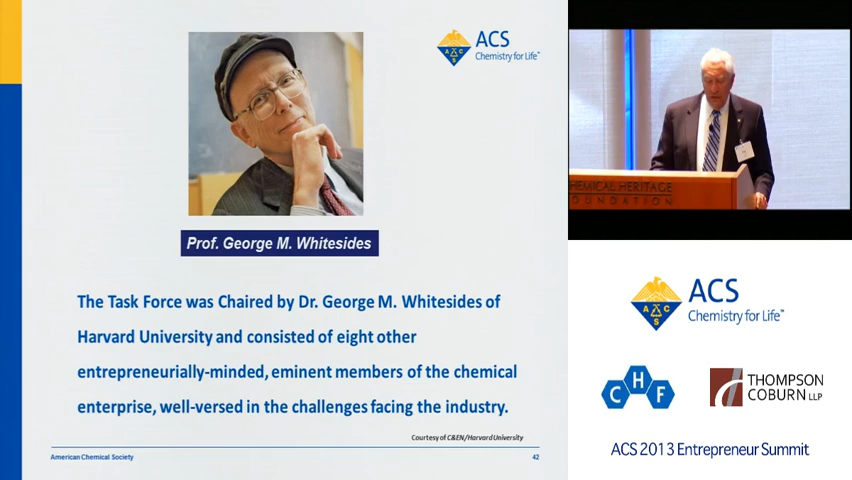 ACS
Chemistry for Life™
A C S
Prof. George M. Whitesides
The Task Force was Chaired by Dr. George M. Whitesides of
Harvard University and consisted of eight other
entrepreneurially-minded, eminent members of the chemical
enterprise, well-versed in the challenges facing the industry.
Courtesy of C&EN/Harvard University
American Chemical Society
42
HEMICAL HERITAGE
OUNDATION
ACS
Chemistry for Life™
A C S
CHF
THOMPSON
COBURN LLP
ACS 2013 Entrepreneur Summit